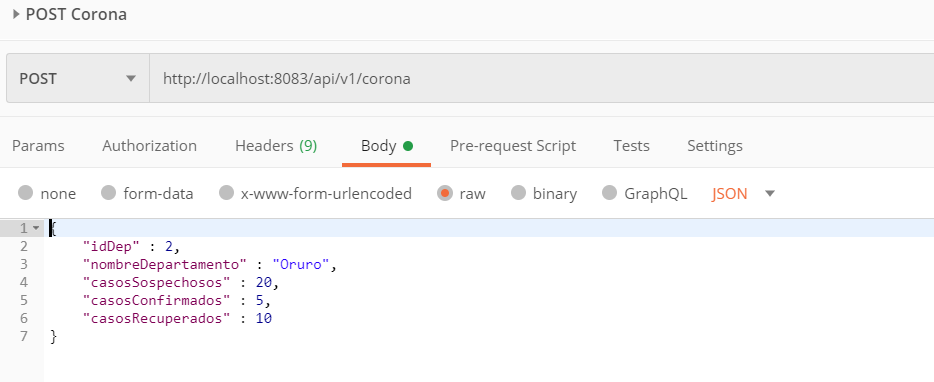 POST Corona
POST http://localhost:8083/api/v1/corona
Params Authorization Headers (9) Body Pre-request Script Tests Settings
none form-data x-www-form-urlencoded raw binary GraphQL JSON
1 {
2 "idDep" : 2,
3 "nombreDepartamento" : "Oruro",
4 "casosSospechosos" : 20,
5 "casosConfirmados" : 5,
6 "casosRecuperados" : 10
7 }